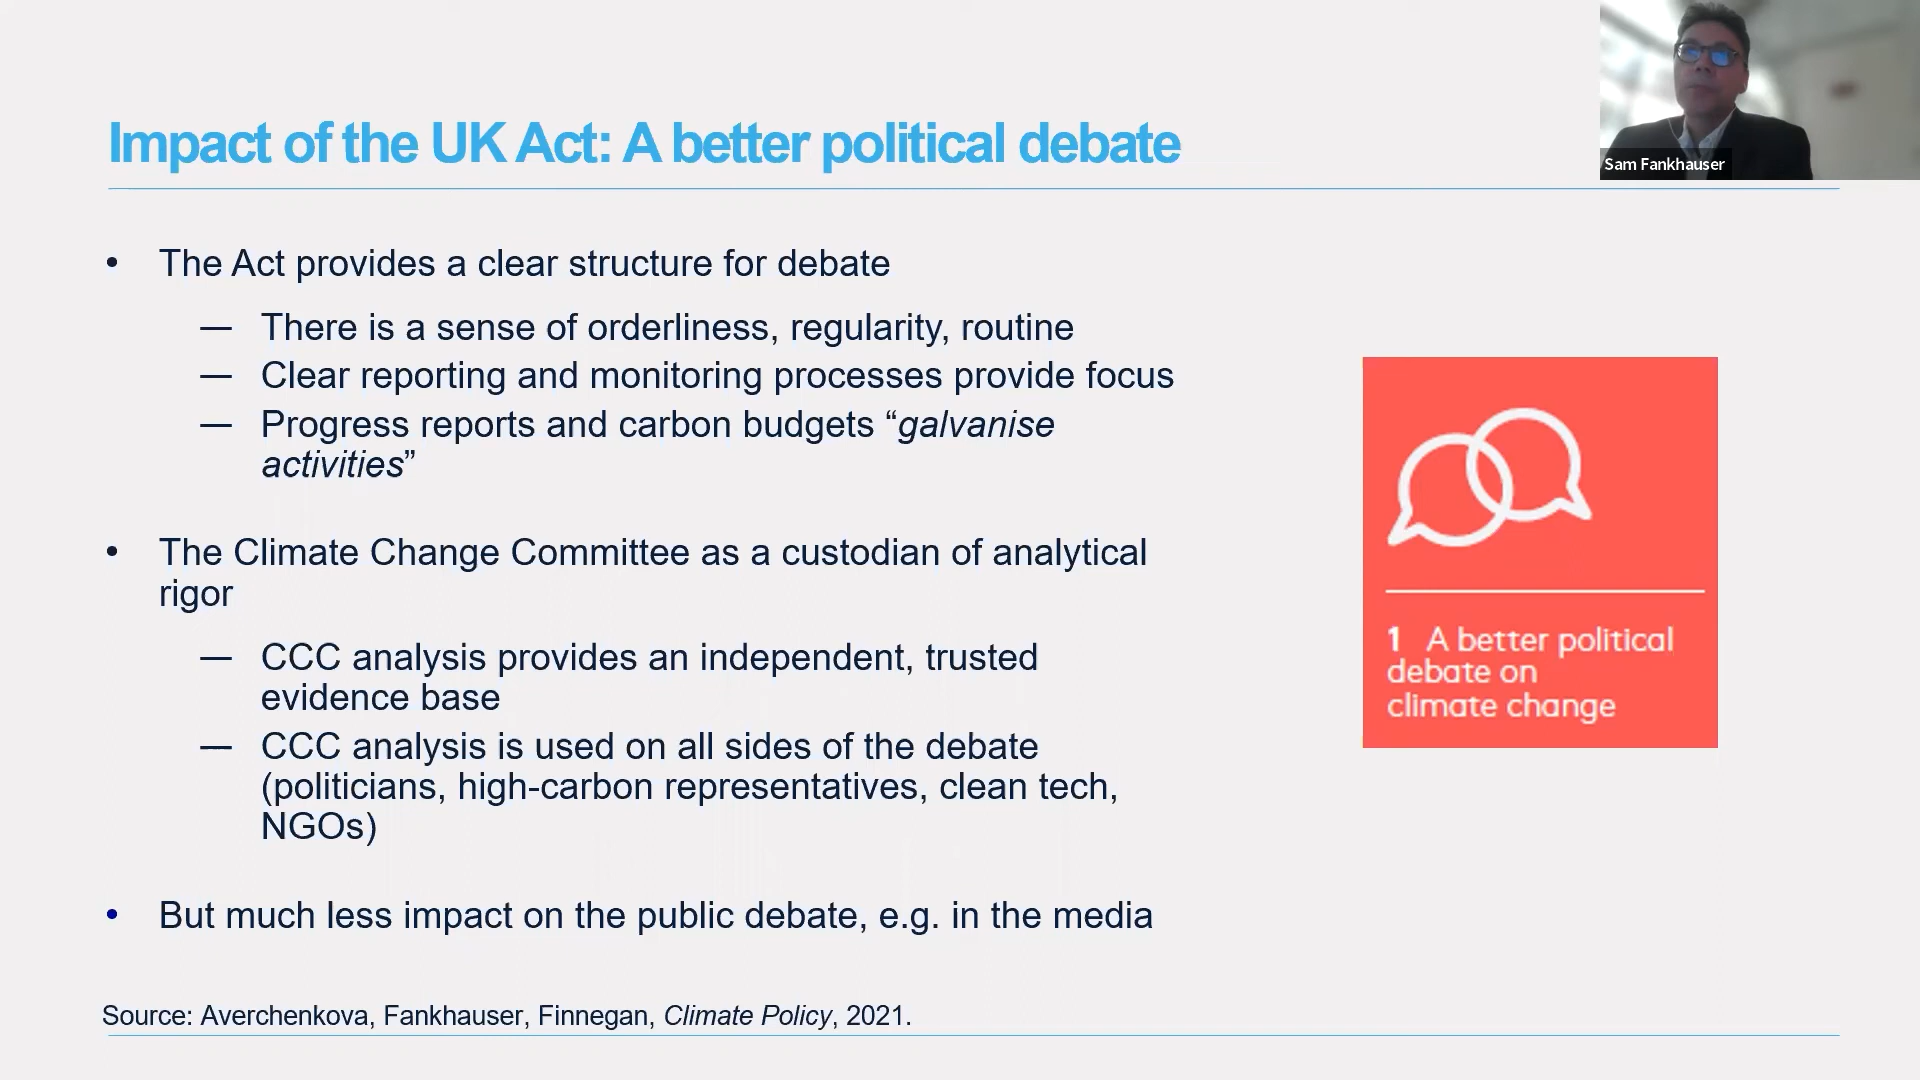 Sam Fankhauser
Impact of the UK Act: A better political debate
• The Act provides a clear structure for debate
— There is a sense of orderliness, regularity, routine
— Clear reporting and monitoring processes provide focus
— Progress reports and carbon budgets “galvanise
activities”
• The Climate Change Committee as a custodian of analytical
rigor
— CCC analysis provides an independent, trusted
evidence base
— CCC analysis is used on all sides of the debate
(politicians, high-carbon representatives, clean tech,
NGOs)
• But much less impact on the public debate, e.g. in the media
1 A better political
debate on
climate change
Source: Averchenkova, Fankhauser, Finnegan, Climate Policy, 2021.